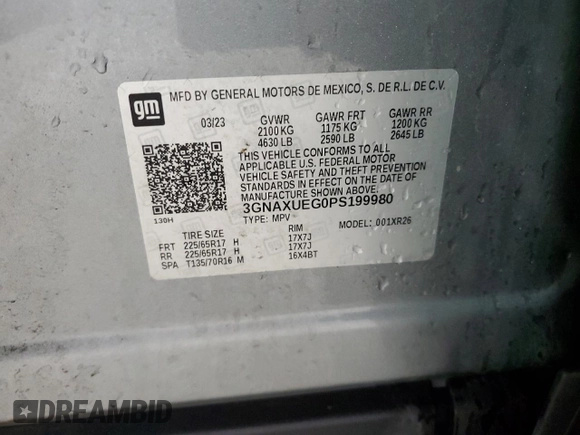 gm
MFD BY GENERAL MOTORS DE MEXICO, S. DE R.L. DE C.V.
03/23 GVWR GAWR FRT GAWR RR
2100 KG 1175 KG 1200 KG
4630 LB 2590 LB 2645 LB
THIS VEHICLE CONFORMS TO ALL
APPLICABLE U.S. FEDERAL MOTOR
VEHICLE SAFETY AND THEFT PREVENTION
STANDARDS IN EFFECT ON THE DATE OF
MANUFACTURE SHOWN ABOVE.
3GNAXUEG0PS199980
130H TYPE: MPV MODEL: 001XR26
TIRE SIZE RIM
FRT 225/65R17 H 17X7J
RR 225/65R17 H 17X7J
SPA T135/70R16 M 16X4BT
DREAMBID